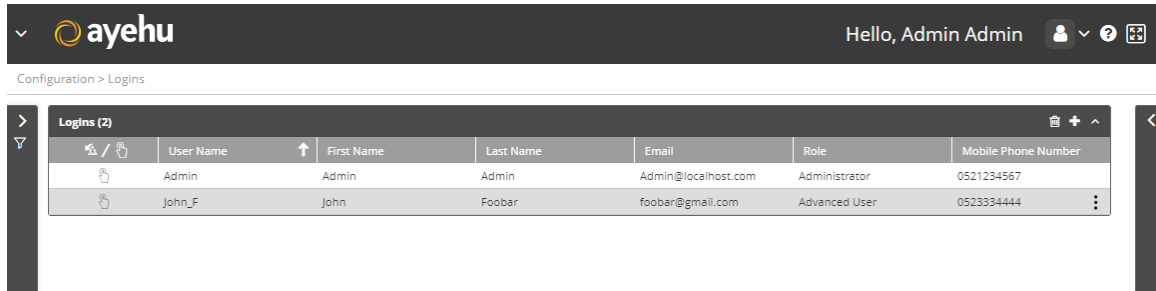 ayehu
Hello, Admin Admin
Configuration > Logins
Logins (2)
User Name First Name Last Name Email Role Mobile Phone Number
Admin Admin Admin Admin@localhost.com Administrator 0521234567
John_F John Foobar foobar@gmail.com Advanced User 0523334444